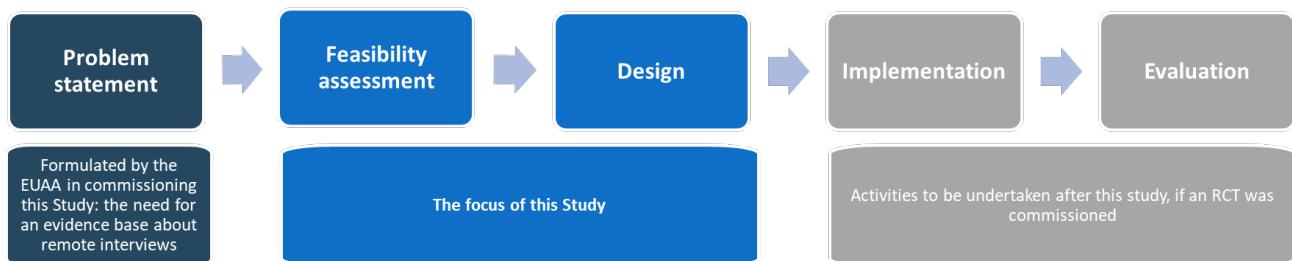 Problem
statement
Feasibility
assessment
Design
Implementation
Evaluation
Formulated by the
EUAA in commissioning
this Study: the need for
an evidence base about
remote interviews
The focus of this Study
Activities to be undertaken after this study, if an RCT was
commissioned